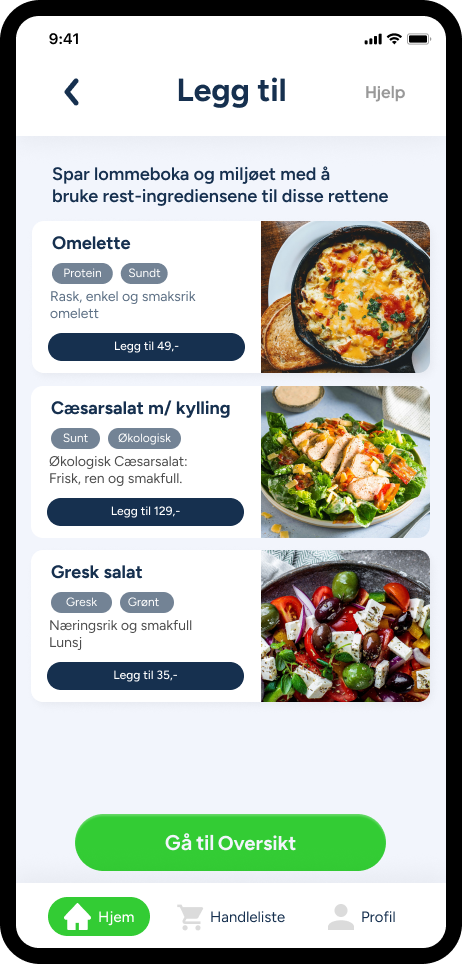 9:41
Legg til
Hjelp
Spar lommeboka og miljøet med å
bruke rest-ingrediensene til disse rettene
Omelette
Protein
Sundt
Rask, enkel og smaksrik
omelett
Legg til 49,-
Cæsarsalat m/ kylling
Sunt
Økologisk
Økologisk Cæsarsalat:
Frisk, ren og smakfull.
Legg til 129,-
Gresk salat
Gresk
Grønt
Næringsrik og smakfull
Lunsj
Legg til 35,-
Gå til Oversikt
Hjem
Handleliste
Profil